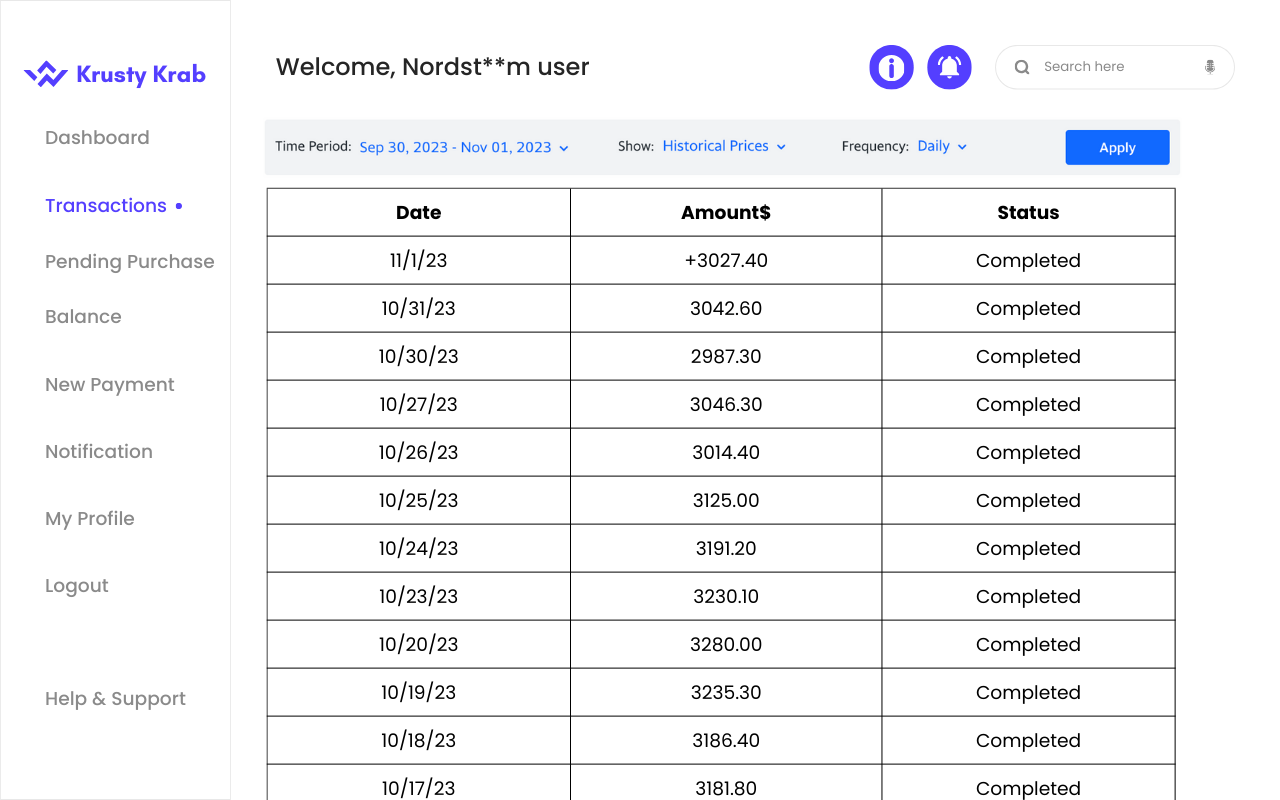 Krusty Krab
Dashboard
Transactions
Pending Purchase
Balance
New Payment
Notification
My Profile
Logout
Help & Support
Welcome, Nordst**m user
Search here
Time Period: Sep 30, 2023 - Nov 01, 2023 Show: Historical Prices Frequency: Daily Apply
Date Amount$ Status
11/1/23 +3027.40 Completed
10/31/23 3042.60 Completed
10/30/23 2987.30 Completed
10/27/23 3046.30 Completed
10/26/23 3014.40 Completed
10/25/23 3125.00 Completed
10/24/23 3191.20 Completed
10/23/23 3230.10 Completed
10/20/23 3280.00 Completed
10/19/23 3235.30 Completed
10/18/23 3186.40 Completed
10/17/23 3181.80 Completed